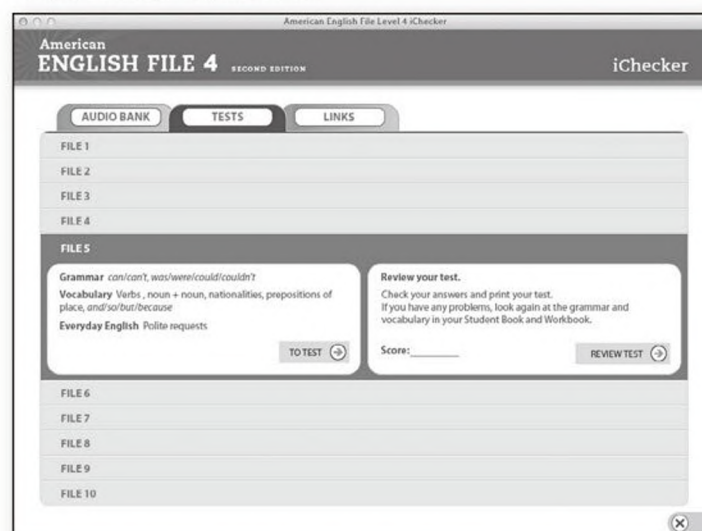 American English File Level 4 iChecker
American
ENGLISH FILE 4 SECOND EDITION
iChecker
AUDIO BANK
TESTS
LINKS
FILE 1
FILE 2
FILE 3
FILE 4
FILE 5
Grammar can/can't, was/were/could/couldn't
Vocabulary Verbs , noun + noun, nationalities, prepositions of
place, and/so/but/because
Everyday English Polite requests
TO TEST
Review your test.
Check your answers and print your test.
If you have any problems, look again at the grammar and
vocabulary in your Student Book and Workbook.
Score:________
REVIEW TEST
FILE 6
FILE 7
FILE 8
FILE 9
FILE 10